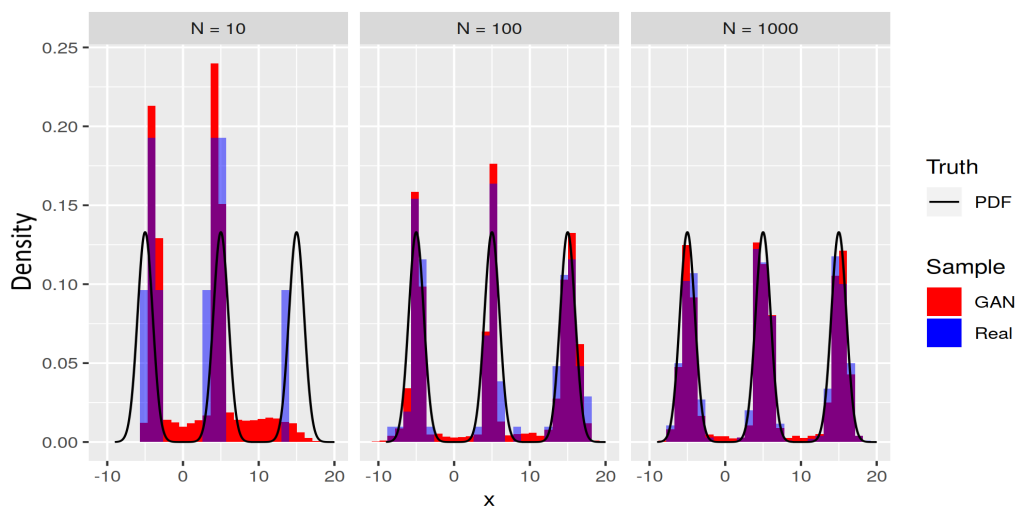 N = 10
N = 100
N = 1000
0.25
0.20
0.15
0.10
0.05
0.00
Density
-10 0 10 20
-10 0 10 20
-10 0 10 20
x
Truth
PDF
Sample
GAN
Real